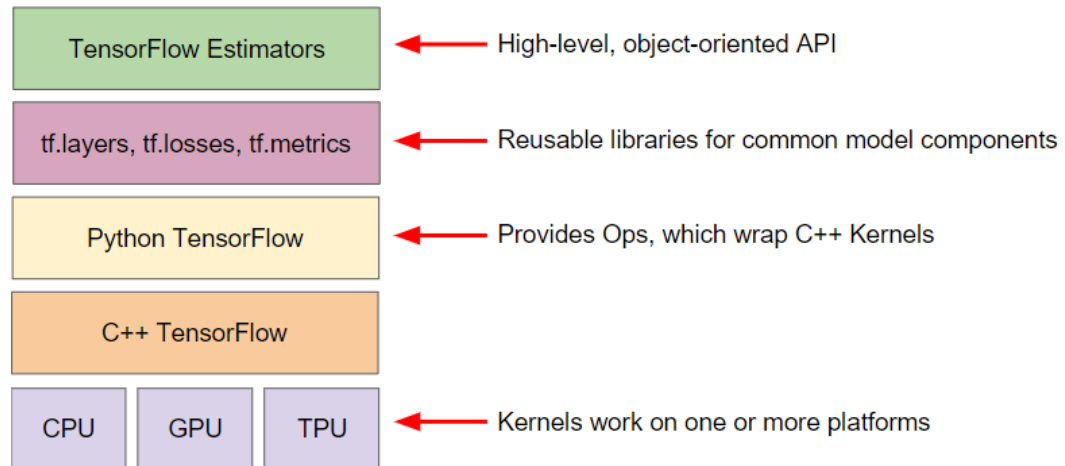 TensorFlow Estimators
High-level, object-oriented API
tf.layers, tf.losses, tf.metrics
Reusable libraries for common model components
Python TensorFlow
Provides Ops, which wrap C++ Kernels
C++ TensorFlow
CPU GPU TPU
Kernels work on one or more platforms